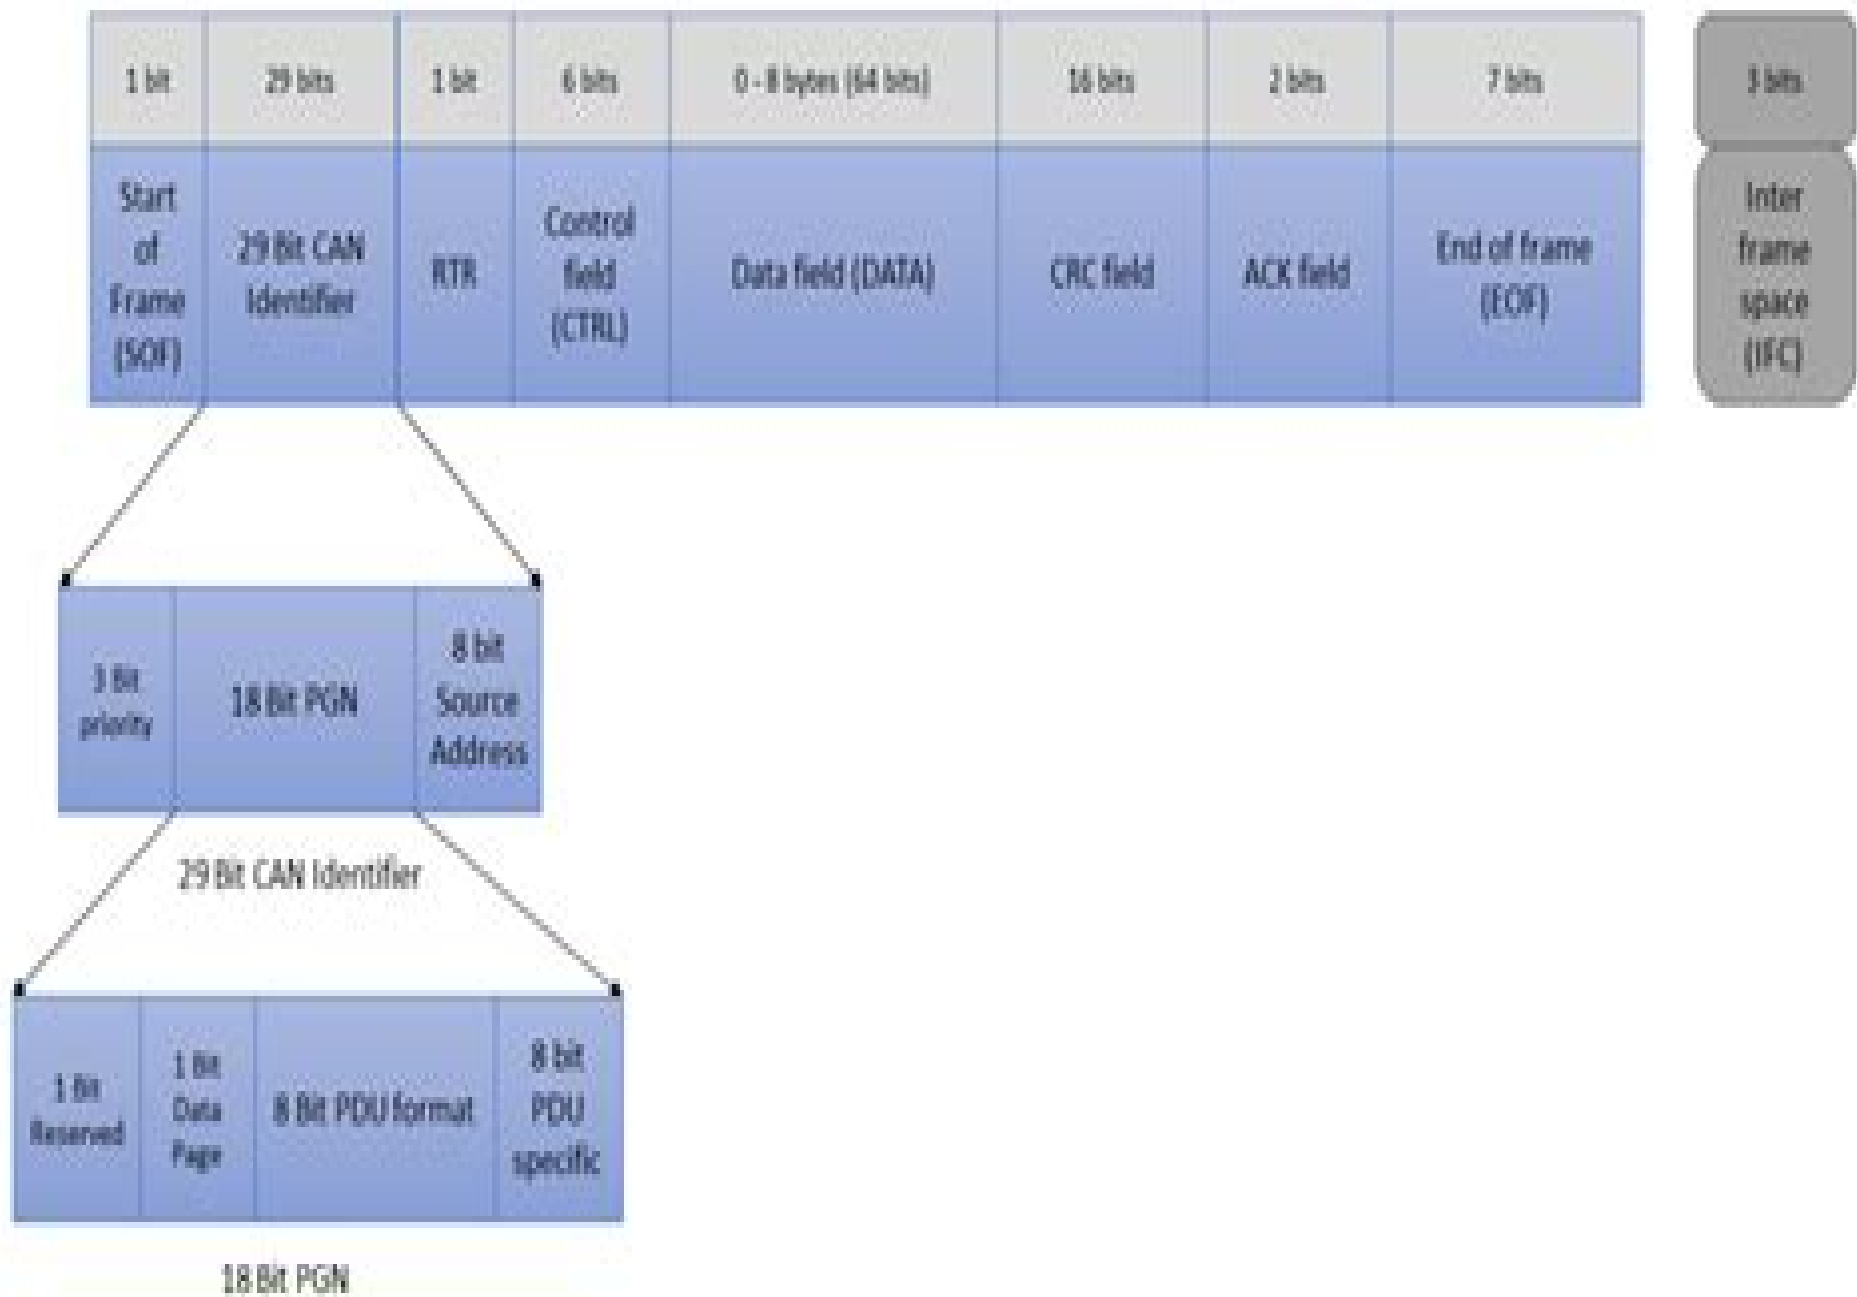 1 bit
29 bits
1 bit
6 bits
0 - 8 bytes (64 bits)
16 bits
2 bits
7 bits
3 bits
Start
of
Frame
(SOF)
29 Bit CAN
Identifier
RTR
Control
field
(CTRL)
Data field (DATA)
CRC field
ACK field
End of frame
(EOF)
Inter
frame
space
(IFC)
3 Bit
priority
18 Bit PGN
8 bit
Source
Address
29 Bit CAN Identifier
1 Bit
Reserved
1 Bit
Data
Page
8 Bit PDU format
8 bit
PDU
specific
18 Bit PGN